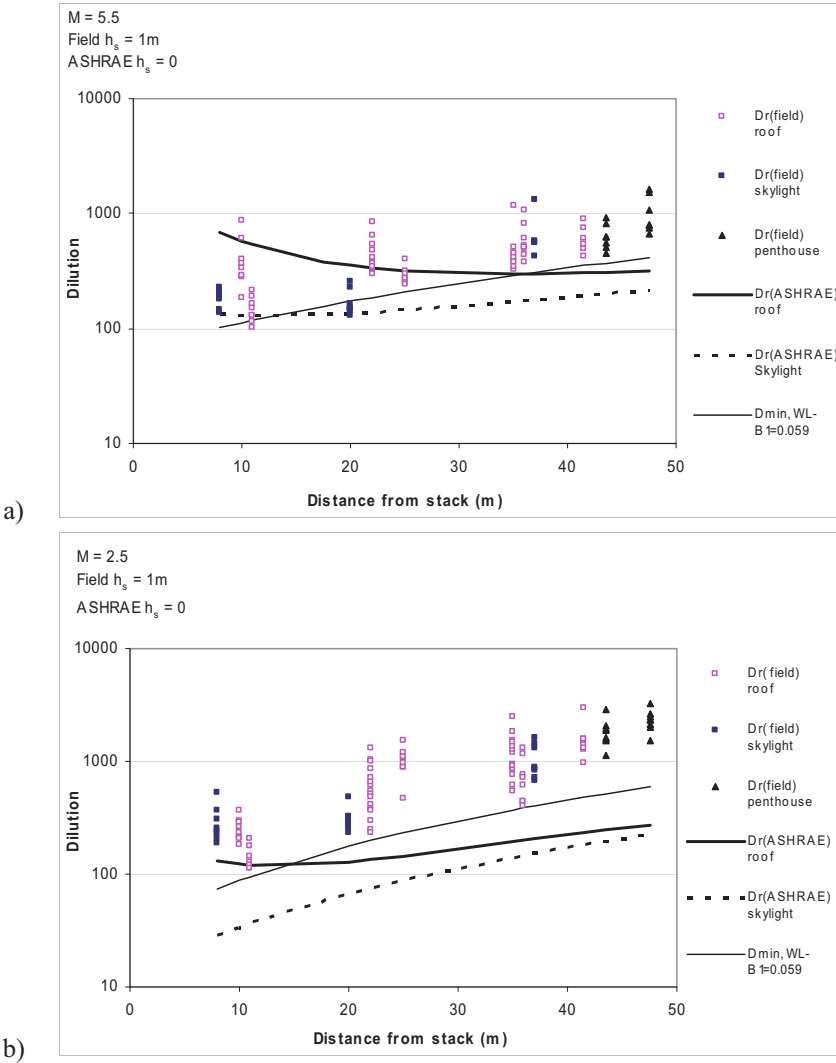 M = 5.5
Field hs = 1m
ASHRAE hs = 0
10000
1000
100
10
Dilution
0
10
20
30
40
50
Distance from stack (m)
Dr(field)
roof
Dr(field)
skylight
Dr(field)
penthouse
Dr(ASHRAE)
roof
Dr(ASHRAE)
Skylight
Dmin, WL-
B1=0.059
a)
M = 2.5
Field hs = 1m
ASHRAE hs = 0
10000
1000
100
10
Dilution
0
10
20
30
40
50
Distance from stack (m)
Dr(field)
roof
Dr(field)
skylight
Dr(field)
penthouse
Dr(ASHRAE)
roof
Dr(ASHRAE)
skylight
Dmin, WL-
B1=0.059
b)